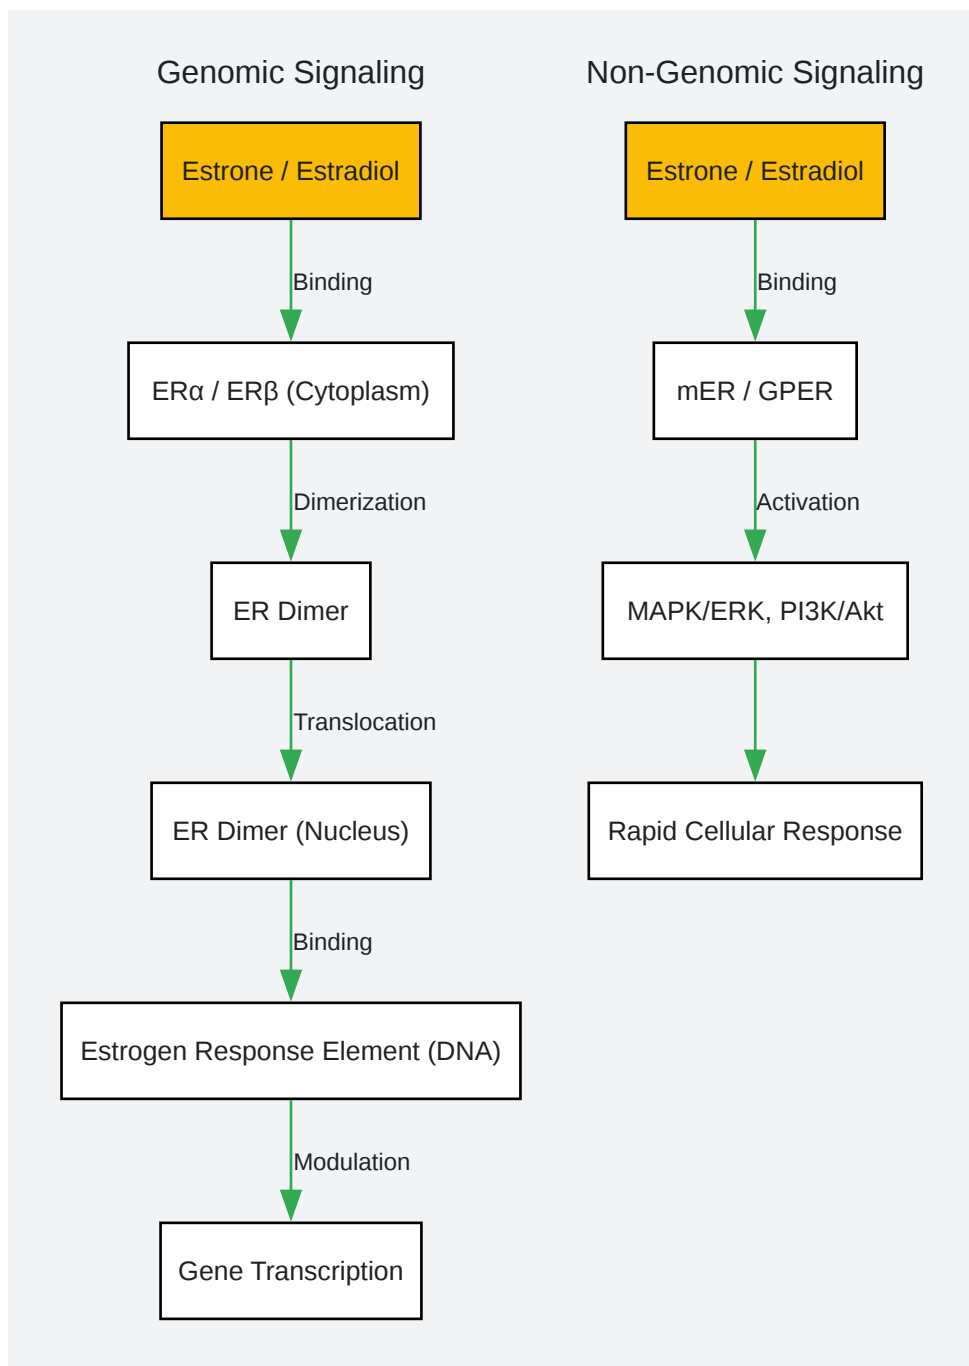 Genomic Signaling
Estrone / Estradiol
Binding
ERα / ERβ (Cytoplasm)
Dimerization
ER Dimer
Translocation
ER Dimer (Nucleus)
Binding
Estrogen Response Element (DNA)
Modulation
Gene Transcription
Non-Genomic Signaling
Estrone / Estradiol
Binding
mER / GPER
Activation
MAPK/ERK, PI3K/Akt
Rapid Cellular Response